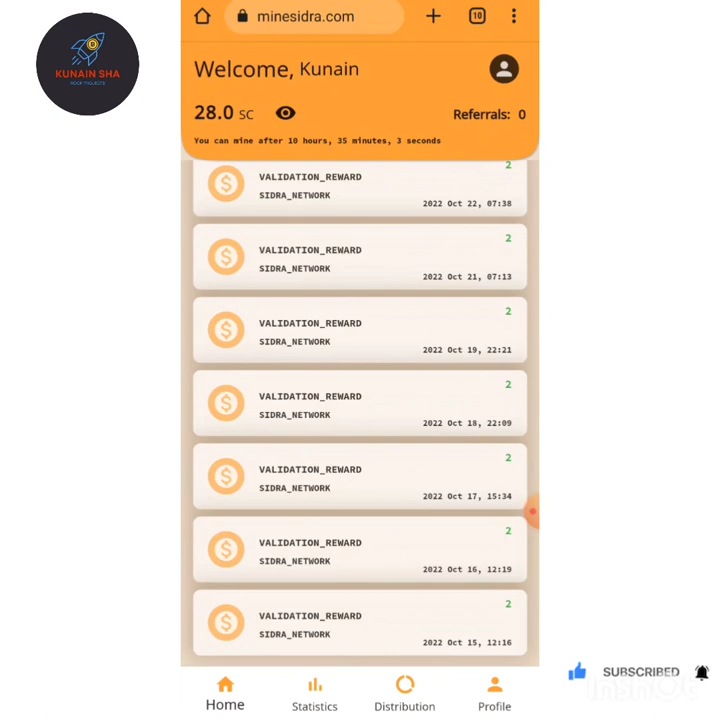 minesidra.com
10
KUNAIN SHA
Welcome, Kunain
28.0 SC
Referrals: 0
You can mine after 10 hours, 35 minutes, 3 seconds
2
VALIDATION_REWARD
SIDRA_NETWORK
2022 Oct 22, 07:38
2
VALIDATION_REWARD
SIDRA_NETWORK
2022 Oct 21, 07:13
2
VALIDATION_REWARD
SIDRA_NETWORK
2022 Oct 19, 22:21
2
VALIDATION_REWARD
SIDRA_NETWORK
2022 Oct 18, 22:09
2
VALIDATION_REWARD
SIDRA_NETWORK
2022 Oct 17, 15:34
2
VALIDATION_REWARD
SIDRA_NETWORK
2022 Oct 16, 12:19
2
VALIDATION_REWARD
SIDRA_NETWORK
2022 Oct 15, 12:16
SUBSCRIBED
InShOt
Home
Statistics
Distribution
Profile